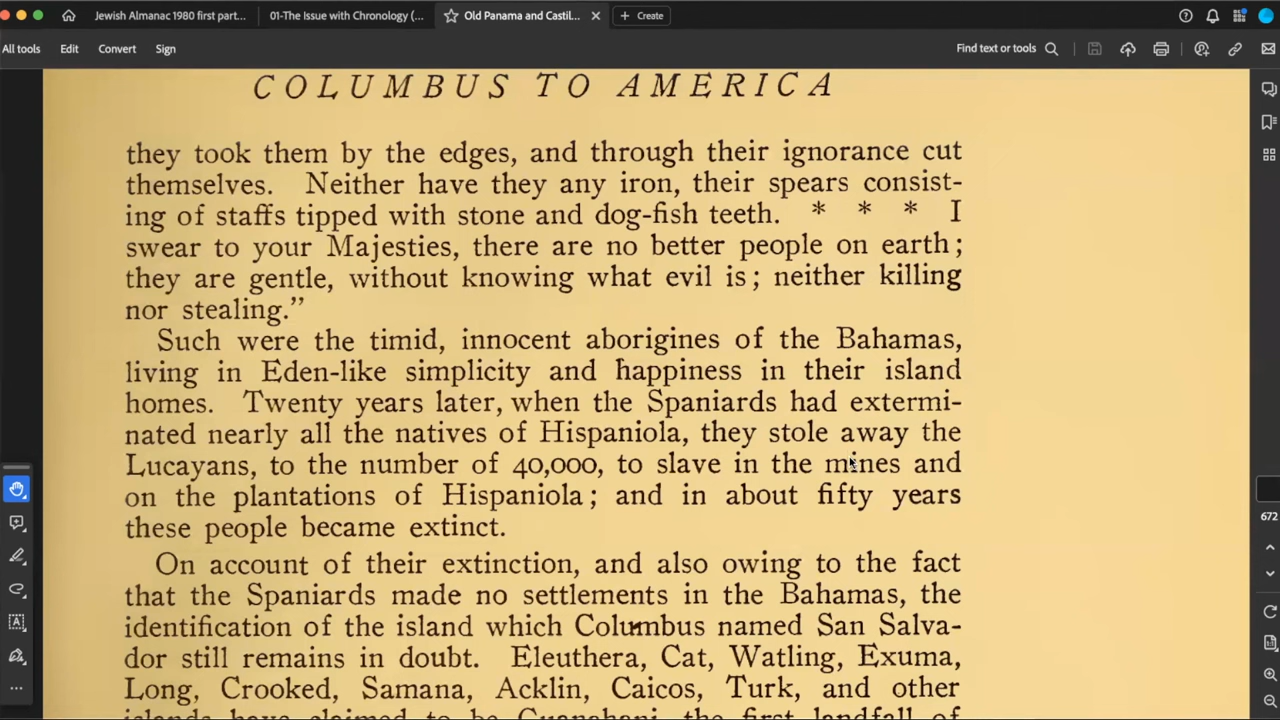 Jewish Almanac 1980 first part...
01-The Issue with Chronology (...
Old Panama and Castil...
Create
All tools
Edit
Convert
Sign
Find text or tools
COLUMBUS TO AMERICA
they took them by the edges, and through their ignorance cut
themselves. Neither have they any iron, their spears consist-
ing of staffs tipped with stone and dog-fish teeth. * * * I
swear to your Majesties, there are no better people on earth;
they are gentle, without knowing what evil is; neither killing
nor stealing.”
Such were the timid, innocent aborigines of the Bahamas,
living in Eden-like simplicity and happiness in their island
homes. Twenty years later, when the Spaniards had extermi-
nated nearly all the natives of Hispaniola, they stole away the
Lucayans, to the number of 40,000, to slave in the mines and
on the plantations of Hispaniola; and in about fifty years
these people became extinct.
On account of their extinction, and also owing to the fact
that the Spaniards made no settlements in the Bahamas, the
identification of the island which Columbus named San Salva-
dor still remains in doubt. Eleuthera, Cat, Watling, Exuma,
Long, Crooked, Samana, Acklin, Caicos, Turk, and other
islands have claimed to be Guanahani, the first landfall of
672